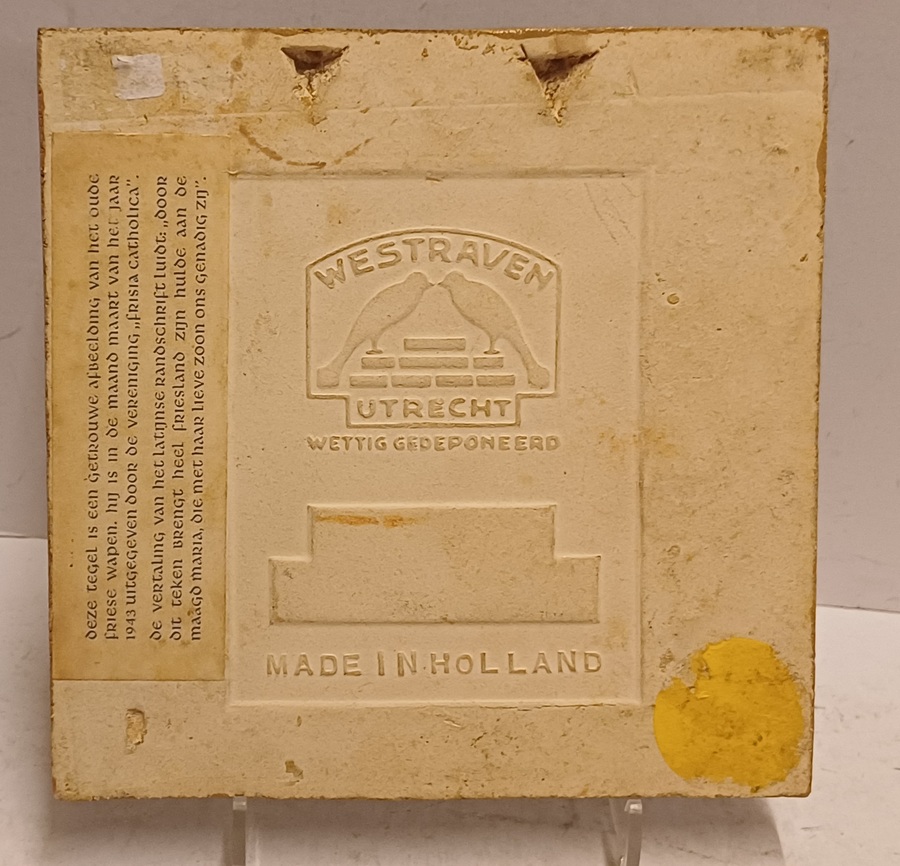 deze tegel is een getrouwe afbeelding van het oude
friese wapen. hij is in de maand maart van het jaar
1943 uitgegeven door de vereniging „frisia catholica”.
de vertaling van het latijnse randschrift luidt: „door
dit teken brengt heel friesland zijn hulde aan de
maagd maria, die met haar lieve zoon ons genadig zij”.
WESTRAVEN
UTRECHT
WETTIG GEDEPONEERD
MADE IN HOLLAND